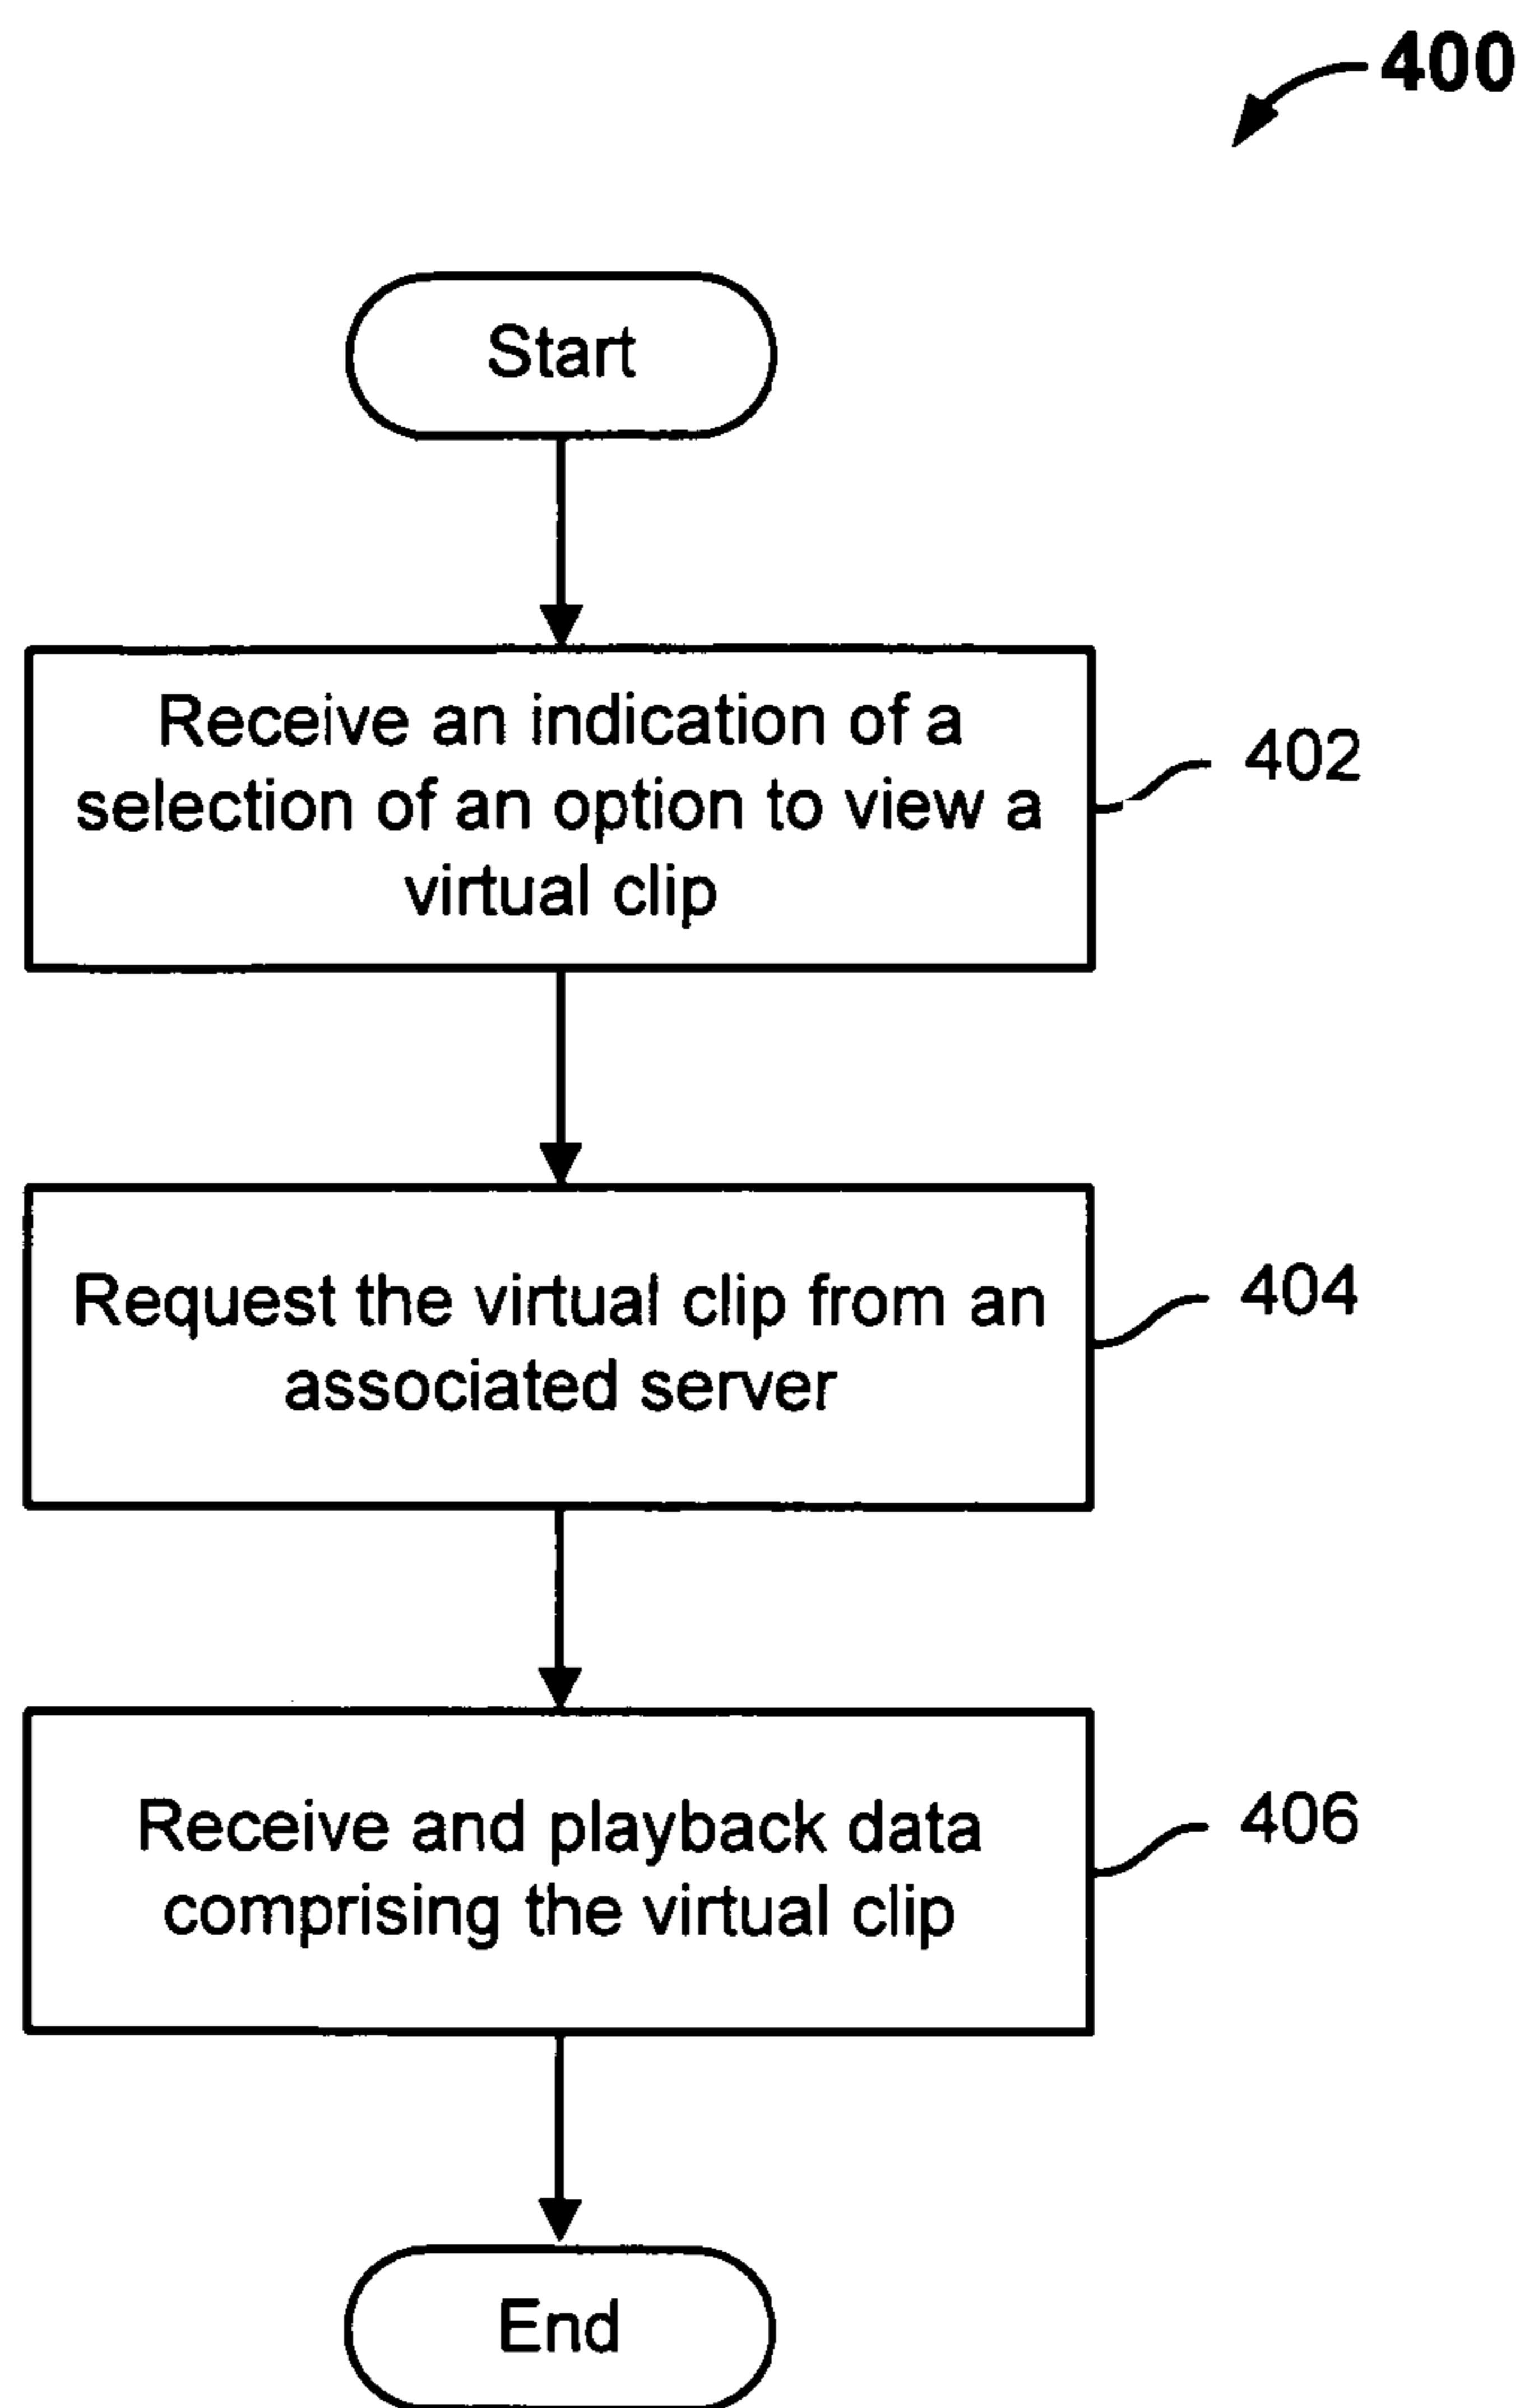 400
Start
Receive an indication of a
selection of an option to view a
virtual clip
402
Request the virtual clip from an
associated server
404
Receive and playback data
comprising the virtual clip
406
End